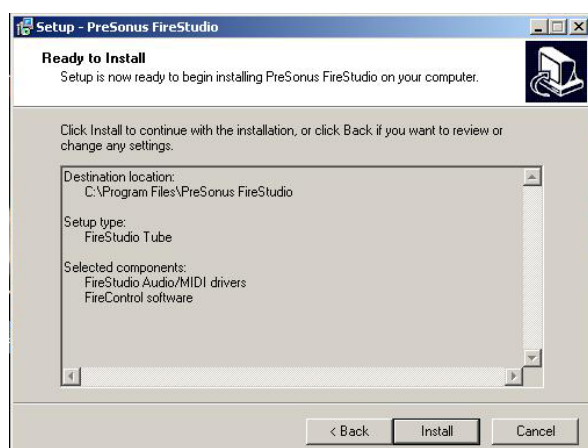 Setup - PreSonus FireStudio
Ready to Install
Setup is now ready to begin installing PreSonus FireStudio on your computer.
Click Install to continue with the installation, or click Back if you want to review or
change any settings.
Destination location:
C:\Program Files\PreSonus FireStudio
Setup type:
FireStudio Tube
Selected components:
FireStudio Audio/MIDI drivers
FireControl software
< Back
Install
Cancel